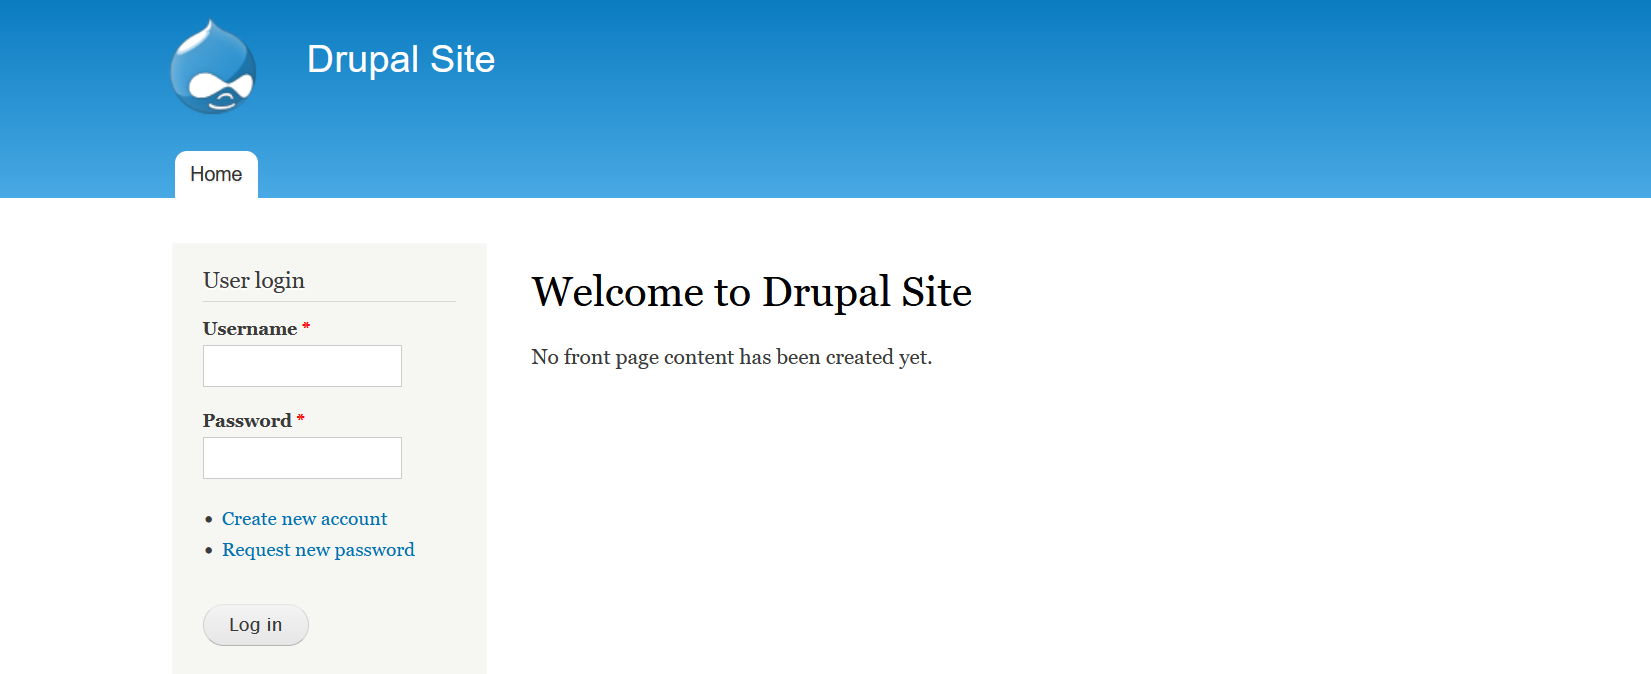 Drupal Site
Home
User login
Username *
Password *
Create new account
Request new password
Log in
Welcome to Drupal Site
No front page content has been created yet.